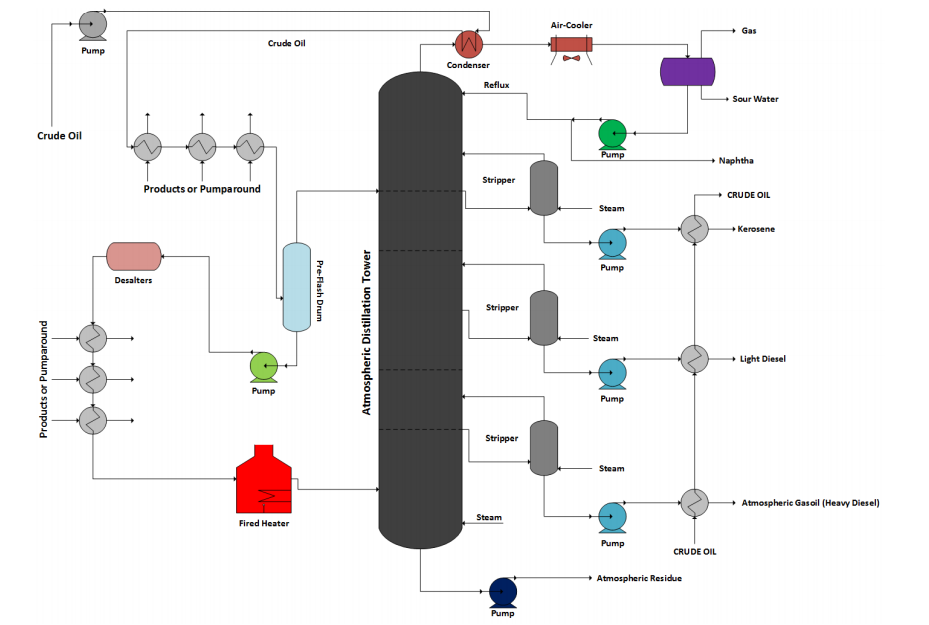 Pump
Crude Oil
Crude Oil
Condenser
Air-Cooler
Gas
Sour Water
Reflux
Pump
Naphtha
Products or Pumparound
Stripper
Steam
Pump
CRUDE OIL
Kerosene
Desalters
Pre-Flash Drum
Atmospheric Distillation Tower
Stripper
Steam
Pump
Light Diesel
Products or Pumparound
Pump
Stripper
Steam
Pump
Atmospheric Gasoil (Heavy Diesel)
CRUDE OIL
Fired Heater
Steam
Atmospheric Residue
Pump